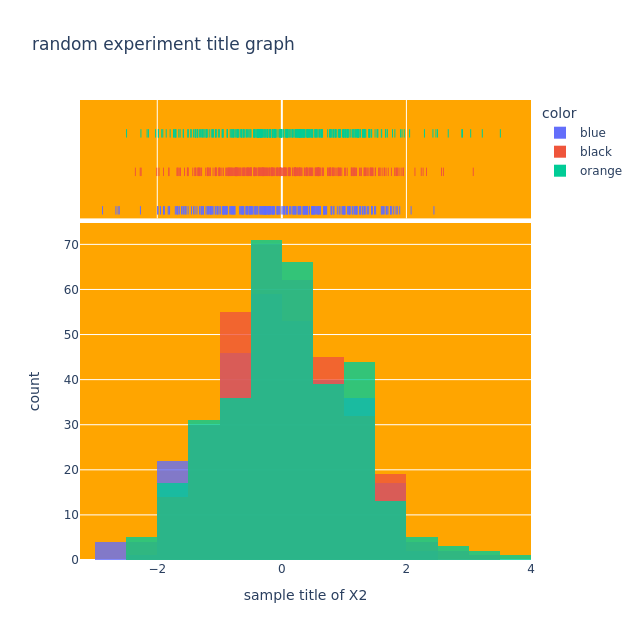 random experiment title graph
color
blue
black
orange
70
60
50
40
30
20
10
0
count
−2
0
2
4
sample title of X2